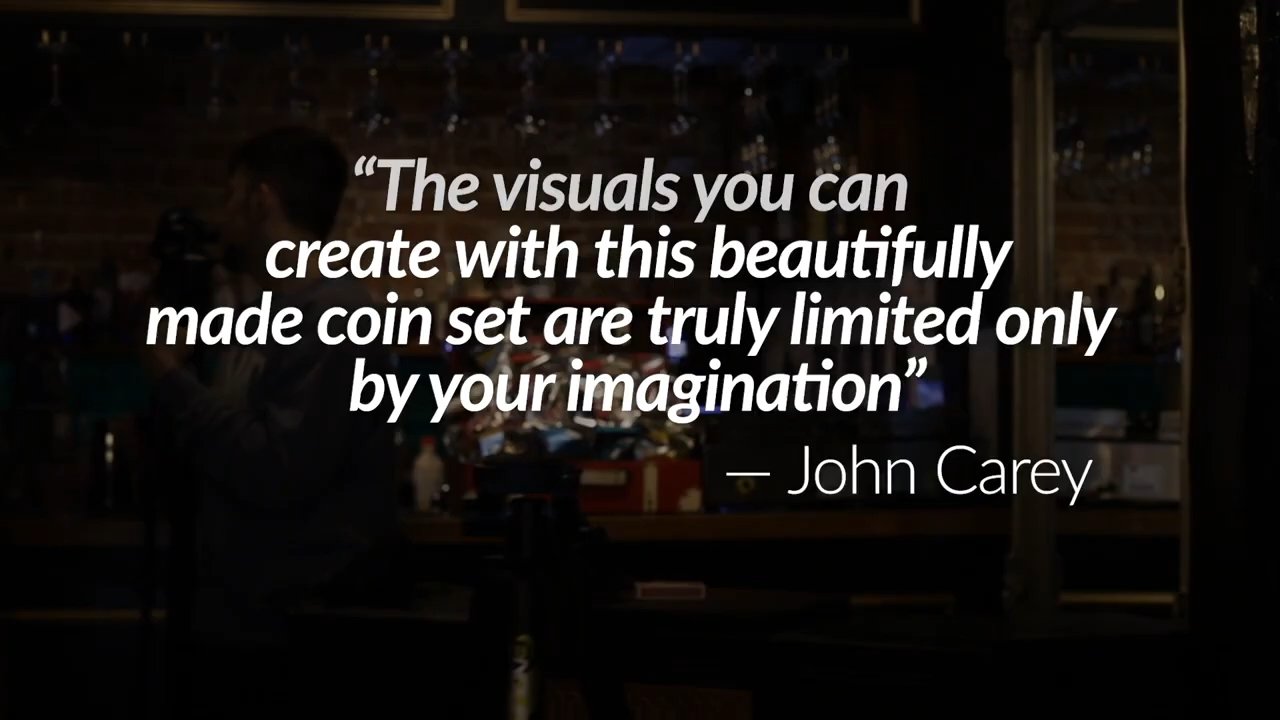 “The visuals you can
create with this beautifully
made coin set are truly limited only
by your imagination”
— John Carey